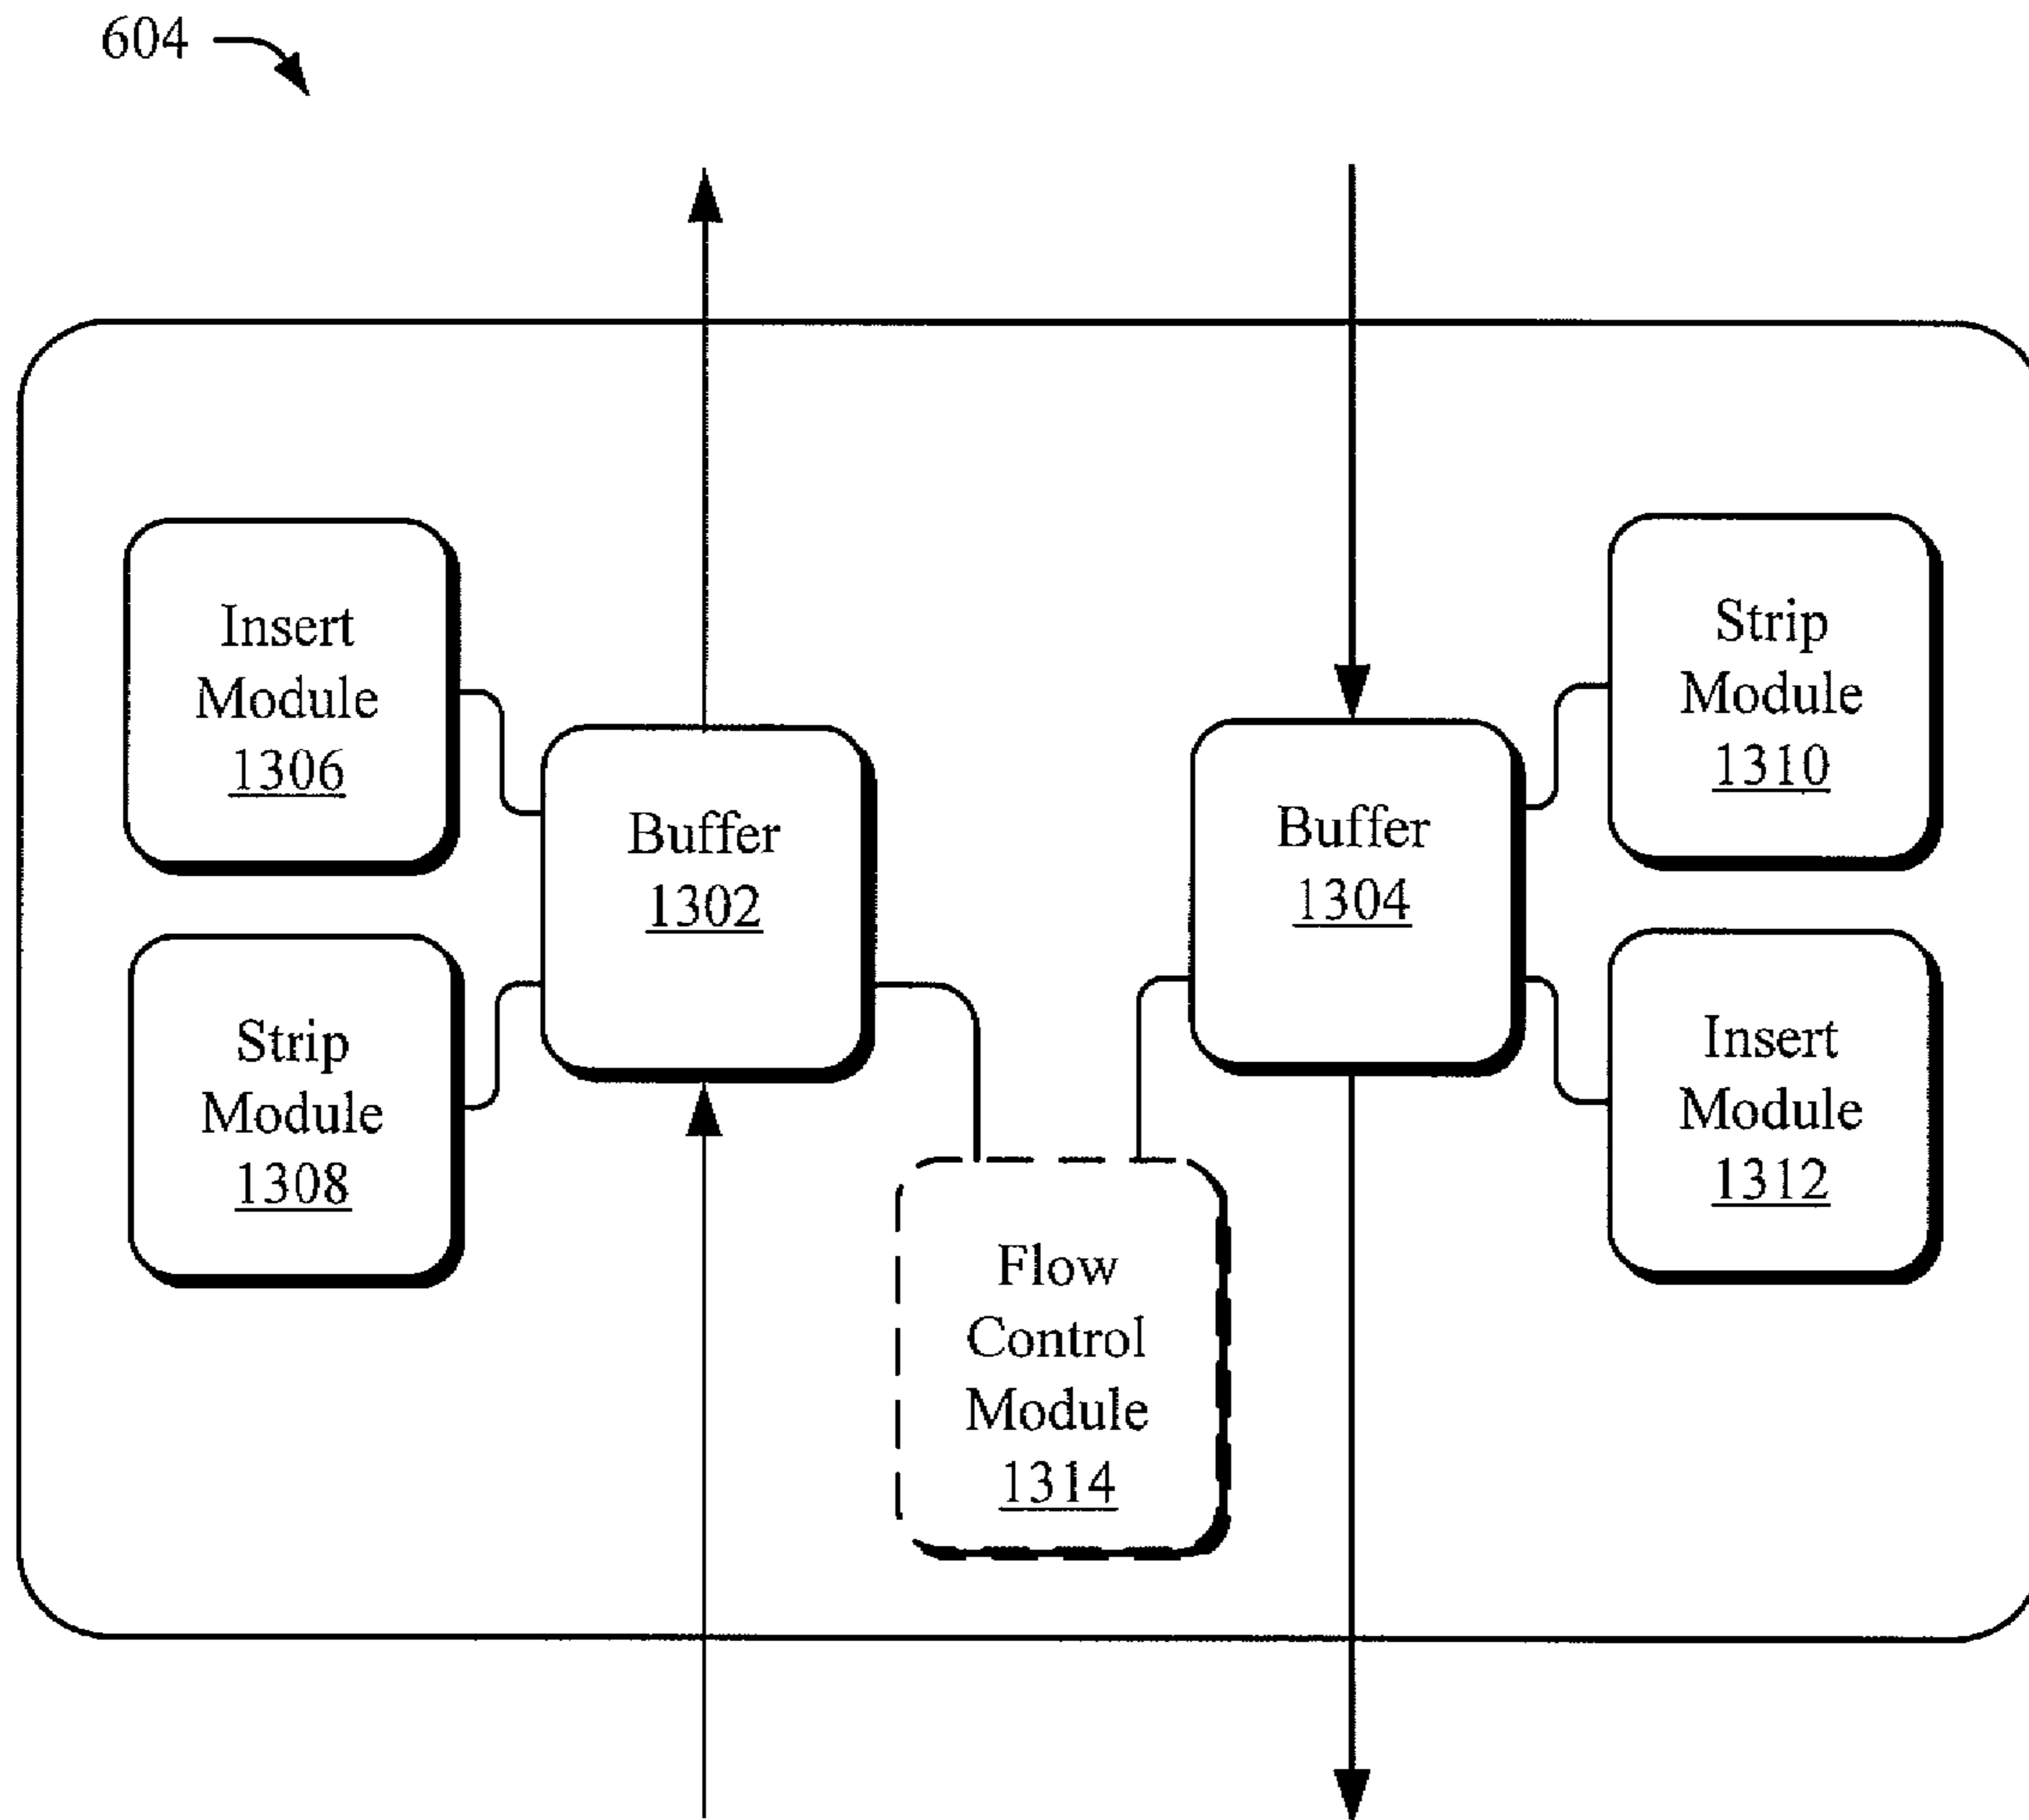 604
Insert
Module
1306
Strip
Module
1308
Buffer
1302
Buffer
1304
Strip
Module
1310
Insert
Module
1312
Flow
Control
Module
1314